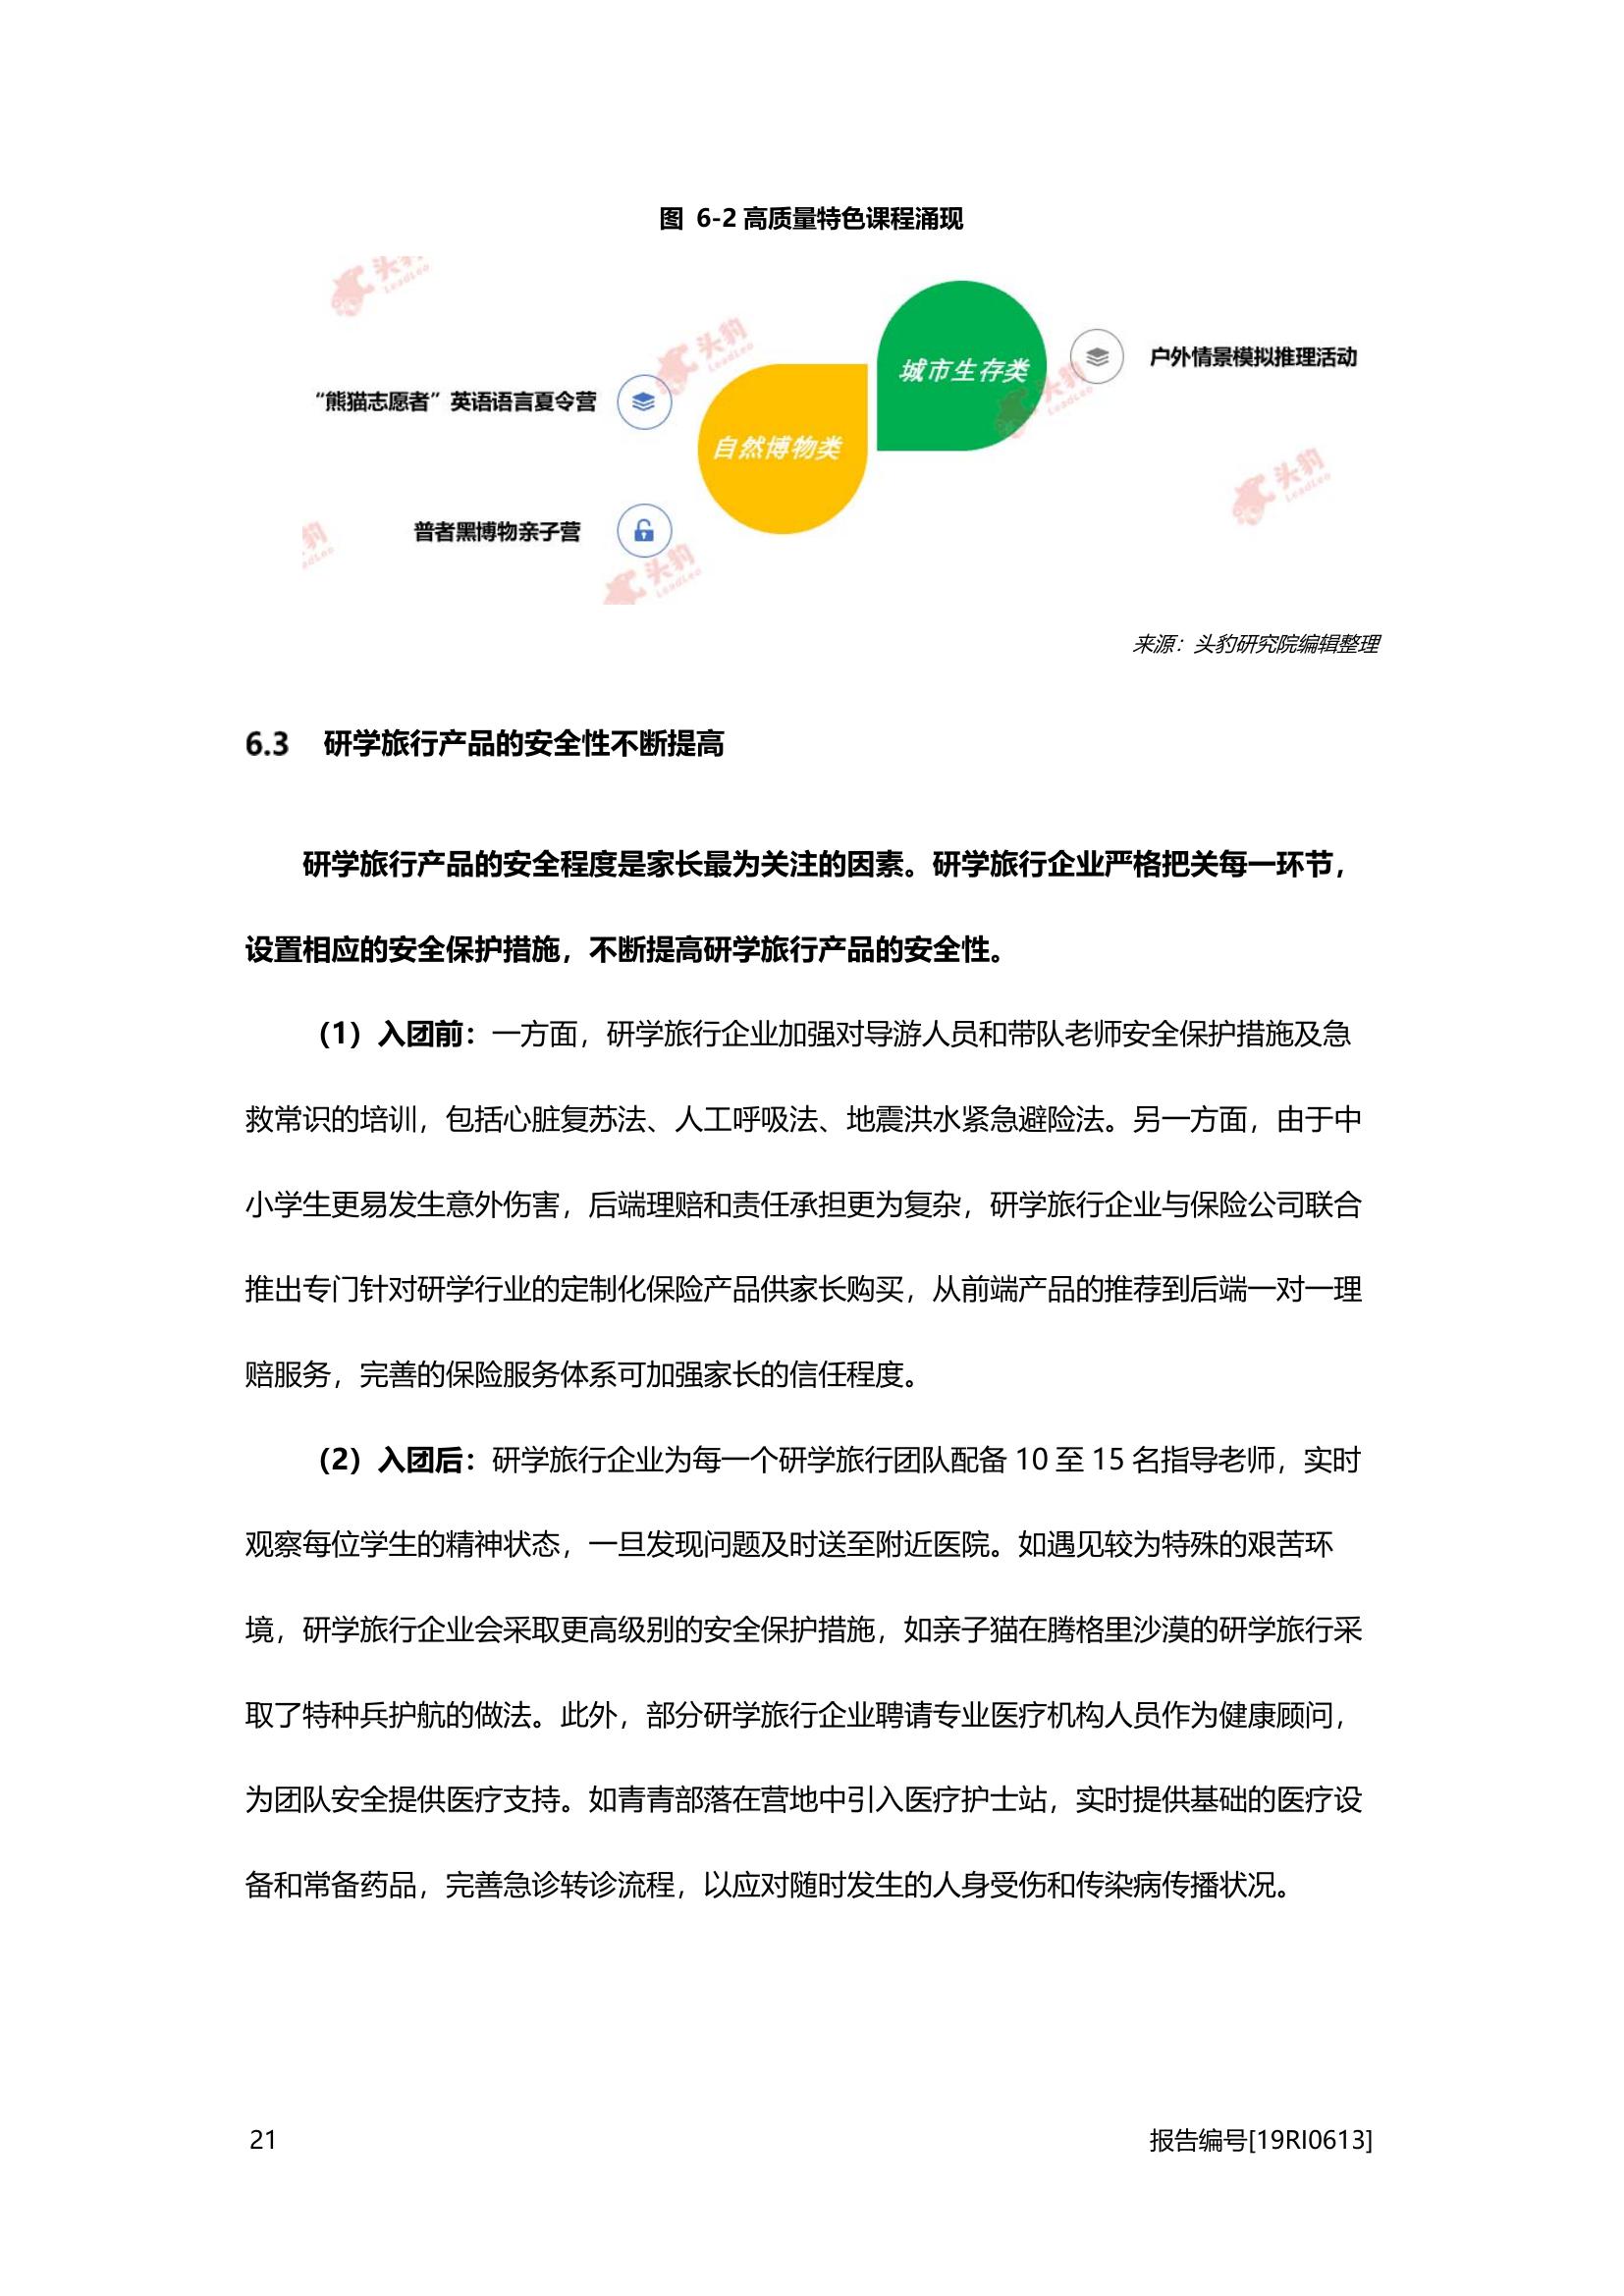 图 6-2 高质量特色课程涌现
头豹
LeadLeo
头豹
LeadLeo
城市生存类
户外情景模拟推理活动
“熊猫志愿者”英语语言夏令营
头豹
LeadLeo
自然博物类
头豹
LeadLeo
普者黑博物亲子营
豹
头豹
LeadLeo
来源：头豹研究院编辑整理
6.3 研学旅行产品的安全性不断提高
研学旅行产品的安全程度是家长最为关注的因素。研学旅行企业严格把关每一环节，
设置相应的安全保护措施，不断提高研学旅行产品的安全性。
（1）入团前：一方面，研学旅行企业加强对导游人员和带队老师安全保护措施及急
救常识的培训，包括心脏复苏法、人工呼吸法、地震洪水紧急避险法。另一方面，由于中
小学生更易发生意外伤害，后端理赔和责任承担更为复杂，研学旅行企业与保险公司联合
推出专门针对研学行业的定制化保险产品供家长购买，从前端产品的推荐到后端一对一理
赔服务，完善的保险服务体系可加强家长的信任程度。
（2）入团后：研学旅行企业为每一个研学旅行团队配备 10 至 15 名指导老师，实时
观察每位学生的精神状态，一旦发现问题及时送至附近医院。如遇见较为特殊的艰苦环
境，研学旅行企业会采取更高级别的安全保护措施，如亲子猫在腾格里沙漠的研学旅行采
取了特种兵护航的做法。此外，部分研学旅行企业聘请专业医疗机构人员作为健康顾问，
为团队安全提供医疗支持。如青青部落在营地中引入医疗护士站，实时提供基础的医疗设
备和常备药品，完善急诊转诊流程，以应对随时发生的人身受伤和传染病传播状况。
21
报告编号[19RI0613]